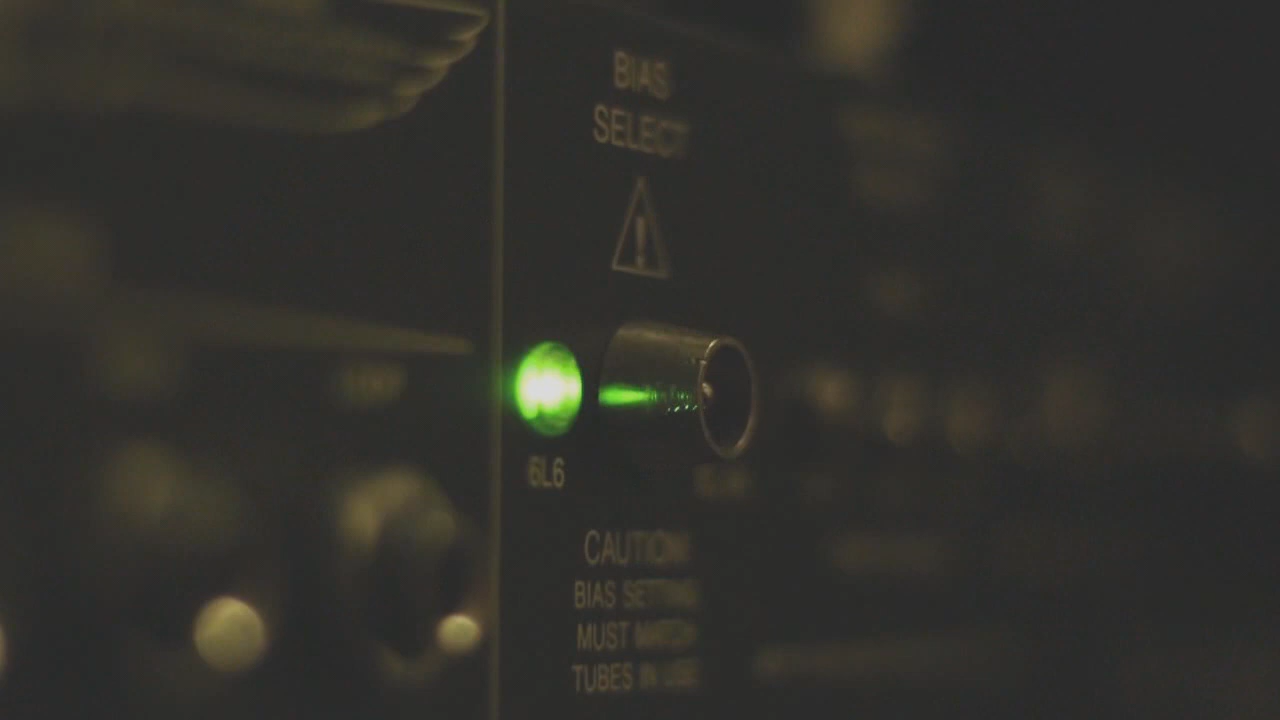 BIAS
SELECT
6L6
CAUTION
BIAS SETTING
MUST MATCH
TUBES IN USE